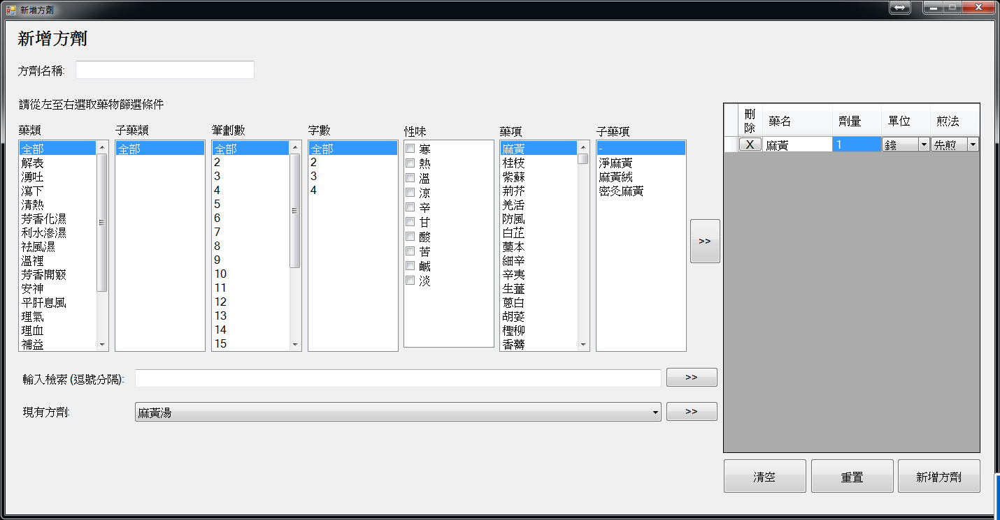 新增方劑
新增方劑
方劑名稱:
請從左至右選取藥物篩選條件
藥類
全部
解表
湧吐
瀉下
清熱
芳香化濕
利水滲濕
祛風濕
溫裡
芳香開竅
安神
平肝息風
理氣
理血
補益
子藥類
全部
筆劃數
全部
2
3
4
5
6
7
8
9
10
11
12
13
14
15
字數
全部
2
3
4
性味
寒
熱
溫
涼
辛
甘
酸
苦
鹹
淡
藥項
麻黃
桂枝
紫蘇
荊芥
羌活
防風
白芷
藁本
細辛
辛夷
生薑
蔥白
胡荽
檉柳
香薷
子藥項
-
淨麻黃
麻黃絨
密灸麻黃
>>
刪除 藥名 劑量 單位 煎法
X 麻黃 1 錢 先煎
輸入檢索 (逗號分隔): >>
現有方劑: 麻黃湯 >>
清空 重置 新增方劑